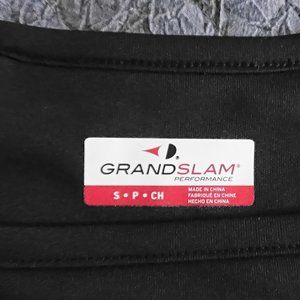 GRANDSLAM®
PERFORMANCE
S • P • CH
MADE IN CHINA
FABRIQUÉ EN CHINE
HECHO EN CHINA